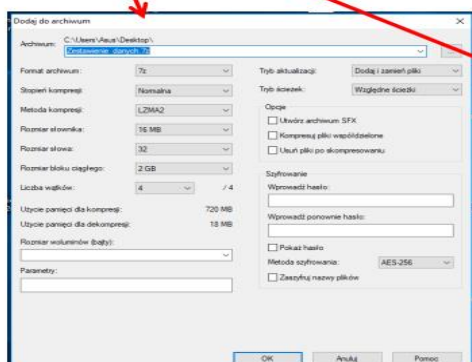 Dodaj do archiwum
Archiwum: C:\Users\Asus\Desktop\
Zestawienie danych.7z
...
Format archiwum: 7z
Stopień kompresji: Normalna
Metoda kompresji: LZMA2
Rozmiar słownika: 16 MB
Rozmiar słowa: 32
Rozmiar bloku ciągłego: 2 GB
Liczba wątków: 4 / 4
Użycie pamięci dla kompresji: 720 MB
Użycie pamięci dla dekompresji: 18 MB
Rozmiar woluminów (bajty):
Parametry:
Tryb aktualizacji: Dodaj i zamień pliki
Tryb ścieżek: Względne ścieżki
Opcje
Utwórz archiwum SFX
Kompresuj pliki współdzielone
Usuń pliki po skompresowaniu
Szyfrowanie
Wprowadź hasło:
Wprowadź ponownie hasło:
Pokaż hasło
Metoda szyfrowania: AES-256
Zaszyfruj nazwy plików
OK Anuluj Pomoc